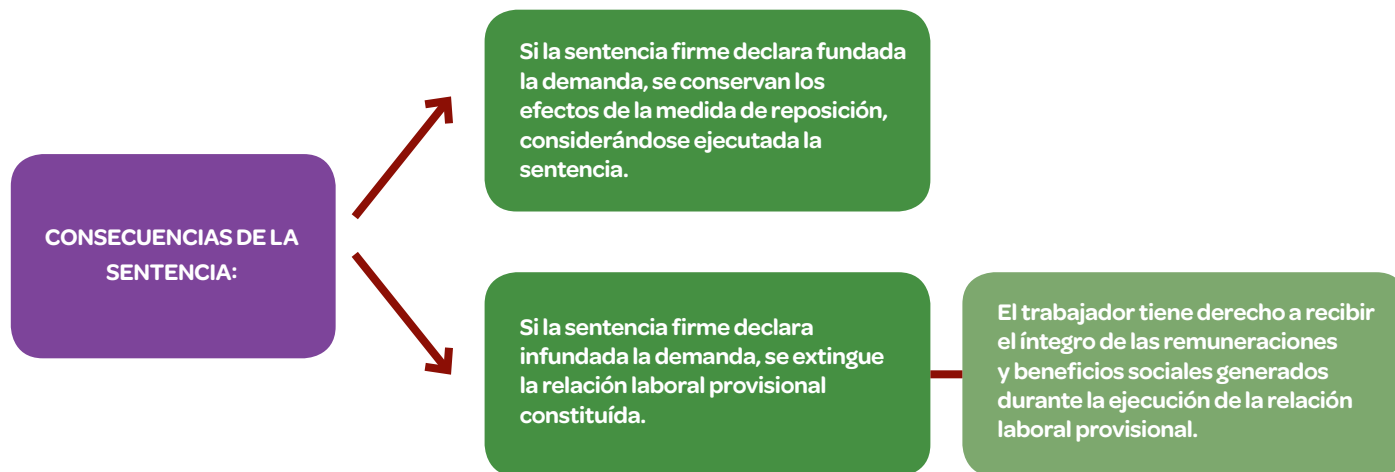 CONSECUENCIAS DE LA
SENTENCIA:
Si la sentencia firme declara fundada
la demanda, se conservan los
efectos de la medida de reposición,
considerándose ejecutada la
sentencia.
Si la sentencia firme declara
infundada la demanda, se extingue
la relación laboral provisional
constituída.
El trabajador tiene derecho a recibir
el íntegro de las remuneraciones
y beneficios sociales generados
durante la ejecución de la relación
laboral provisional.